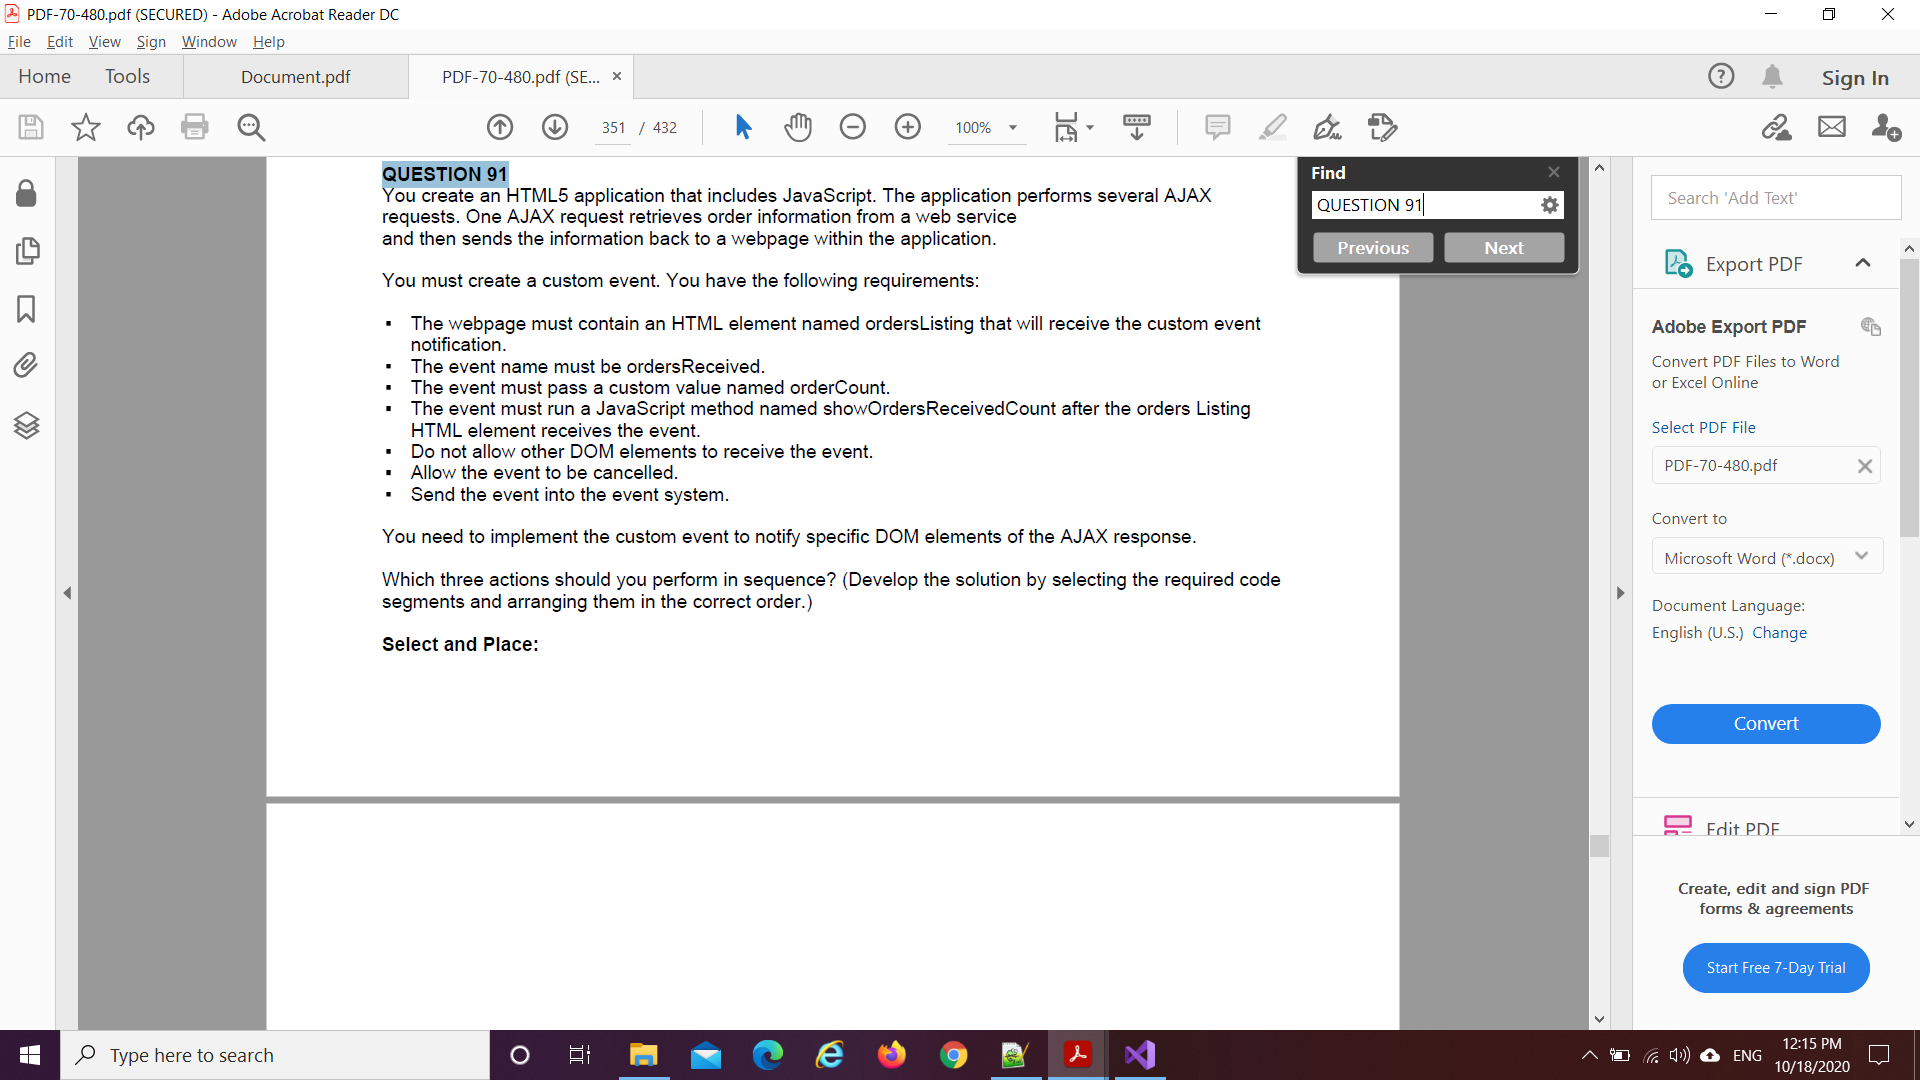 PDF-70-480.pdf (SECURED) - Adobe Acrobat Reader DC
File Edit View Sign Window Help
Home Tools Document.pdf PDF-70-480.pdf (SE... Sign In
351 / 432 100%
QUESTION 91
You create an HTML5 application that includes JavaScript. The application performs several AJAX
requests. One AJAX request retrieves order information from a web service
and then sends the information back to a webpage within the application.
You must create a custom event. You have the following requirements:
▪ The webpage must contain an HTML element named ordersListing that will receive the custom event
notification.
▪ The event name must be ordersReceived.
▪ The event must pass a custom value named orderCount.
▪ The event must run a JavaScript method named showOrdersReceivedCount after the orders Listing
HTML element receives the event.
▪ Do not allow other DOM elements to receive the event.
▪ Allow the event to be cancelled.
▪ Send the event into the event system.
You need to implement the custom event to notify specific DOM elements of the AJAX response.
Which three actions should you perform in sequence? (Develop the solution by selecting the required code
segments and arranging them in the correct order.)
Select and Place:
Find
QUESTION 91
Previous Next
Search 'Add Text'
Export PDF
Adobe Export PDF
Convert PDF Files to Word
or Excel Online
Select PDF File
PDF-70-480.pdf
Convert to
Microsoft Word (*.docx)
Document Language:
English (U.S.) Change
Convert
Edit PDF
Create, edit and sign PDF
forms & agreements
Start Free 7-Day Trial
Type here to search
ENG
12:15 PM
10/18/2020